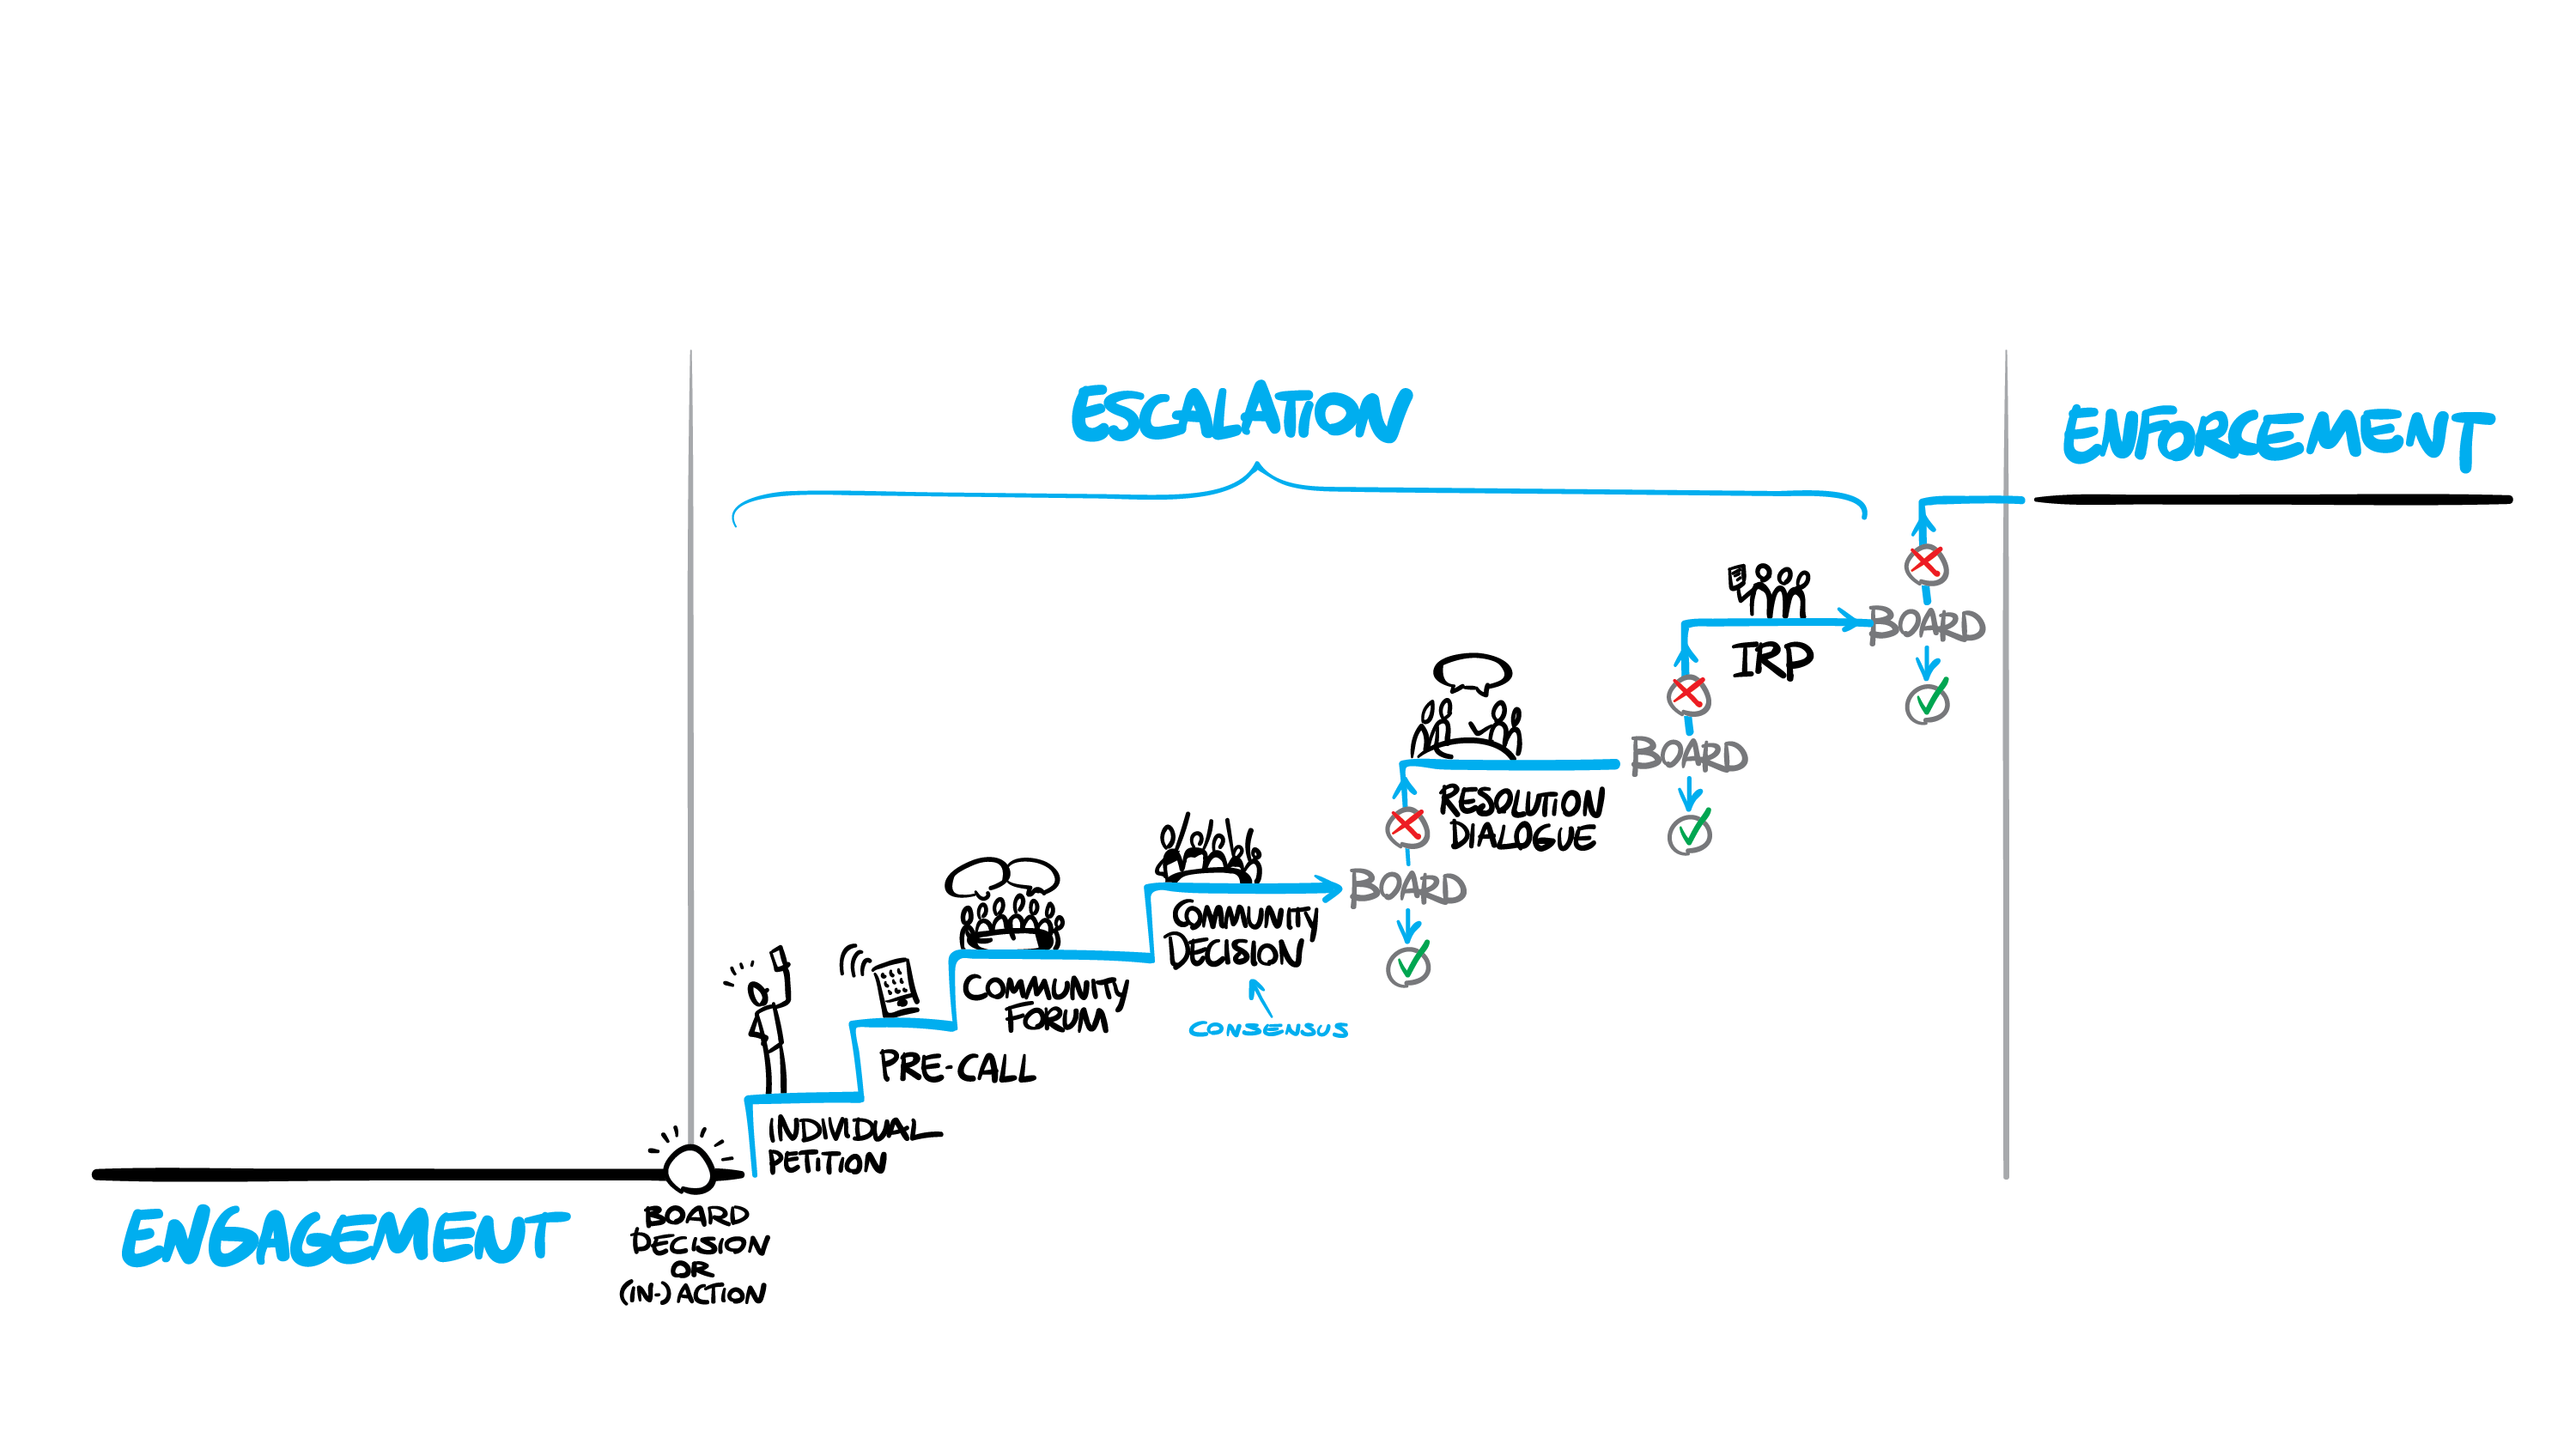 ESCALATION
ENFORCEMENT
BOARD
IRP
BOARD
RESOLUTION
DIALOGUE
BOARD
COMMUNITY
DECISION
CONSENSUS
COMMUNITY
FORUM
PRE-CALL
INDIVIDUAL
PETITION
ENGAGEMENT
BOARD
DECISION
OR
(IN-) ACTION